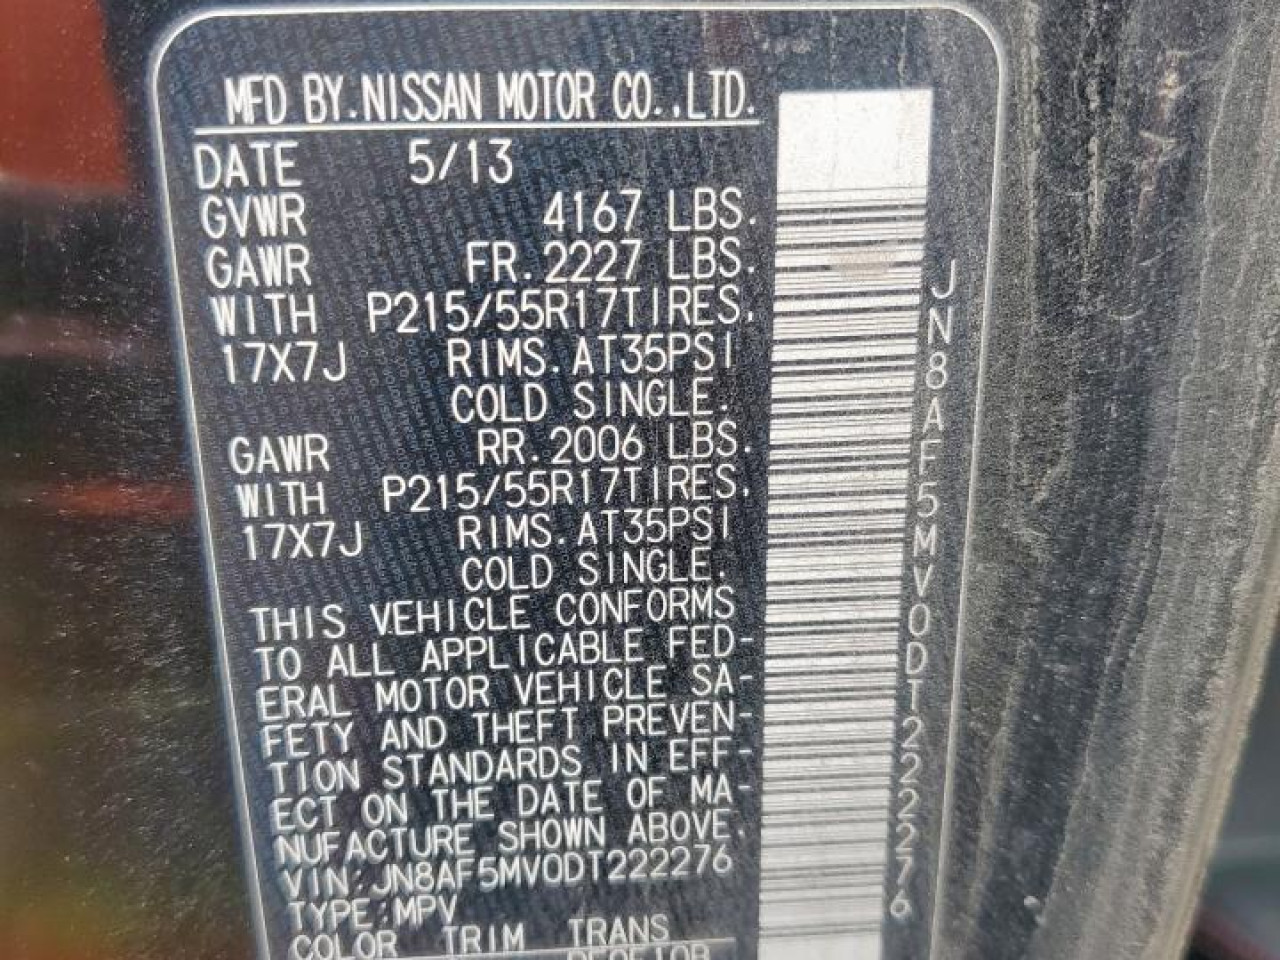 MFD BY.NISSAN MOTOR CO.,LTD.
DATE 5/13
GVWR 4167 LBS.
GAWR FR.2227 LBS.
WITH P215/55R17TIRES.
17X7J RIMS.AT35PSI
COLD SINGLE.
GAWR RR.2006 LBS.
WITH P215/55R17TIRES.
17X7J RIMS.AT35PSI
COLD SINGLE.
THIS VEHICLE CONFORMS
TO ALL APPLICABLE FED-
ERAL MOTOR VEHICLE SA-
FETY AND THEFT PREVEN-
TION STANDARDS IN EFF-
ECT ON THE DATE OF MA-
NUFACTURE SHOWN ABOVE.
VIN:JN8AF5MV0DT222276
TYPE:MPV
COLOR TRIM TRANS
JN8AF5MV0DT222276